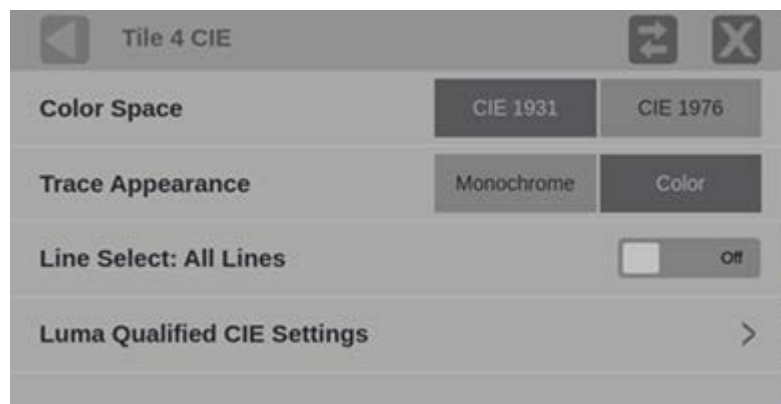 Tile 4 CIE
Color Space CIE 1931 CIE 1976
Trace Appearance Monochrome Color
Line Select: All Lines Off
Luma Qualified CIE Settings